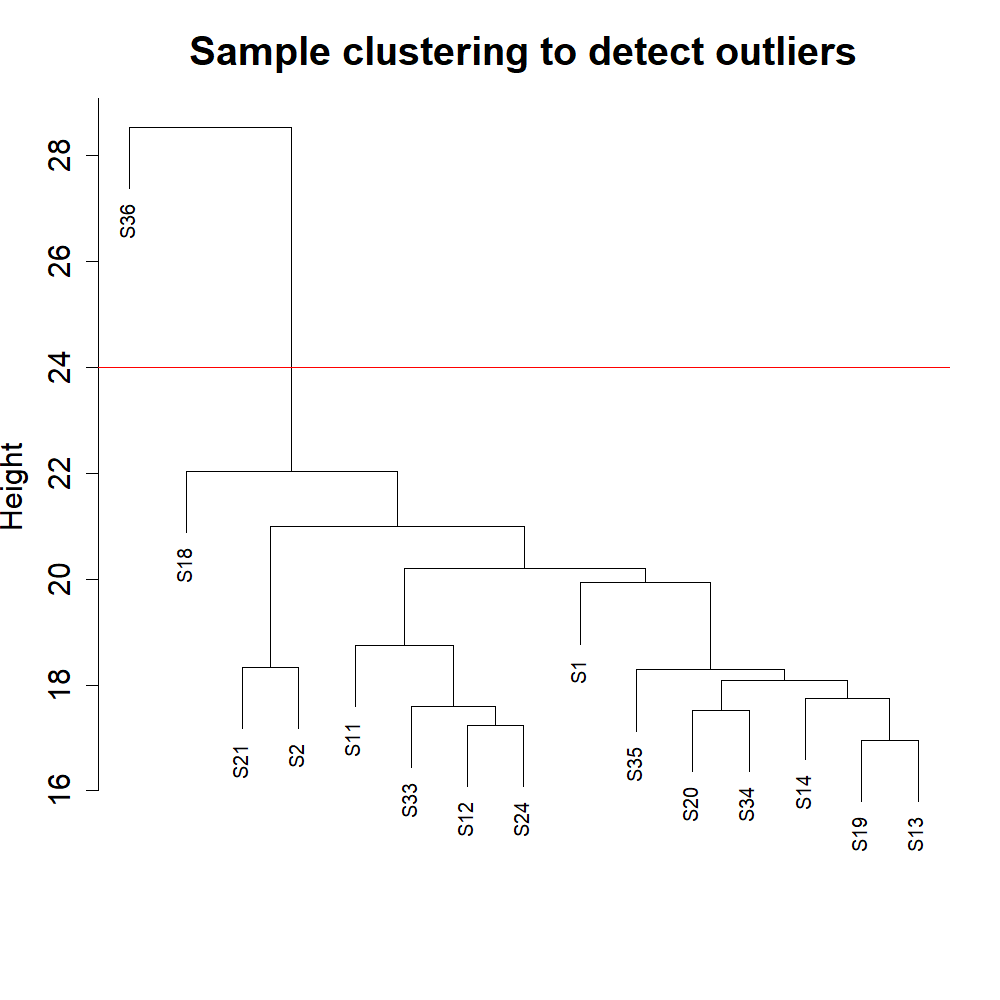 Sample clustering to detect outliers
Height
28
26
24
22
20
18
16
S36
S18
S21
S2
S11
S33
S12
S24
S1
S35
S20
S34
S14
S19
S13